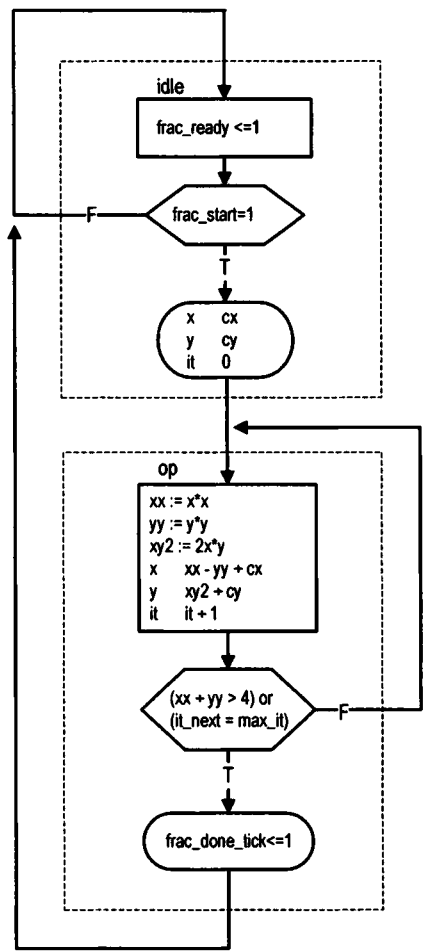 idle
frac_ready <=1
frac_start=1
F
T
x cx
y cy
it 0
op
xx := x*x
yy := y*y
xy2 := 2x*y
x xx - yy + cx
y xy2 + cy
it it + 1
(xx + yy > 4) or
(it_next = max_it)
F
T
frac_done_tick<=1